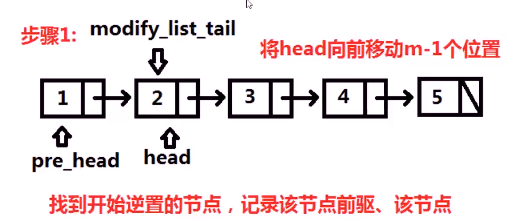 步骤1:
modify_list_tail
将head向前移动m-1个位置
1 2 3 4 5
pre_head head
找到开始逆置的节点，记录该节点前驱、该节点